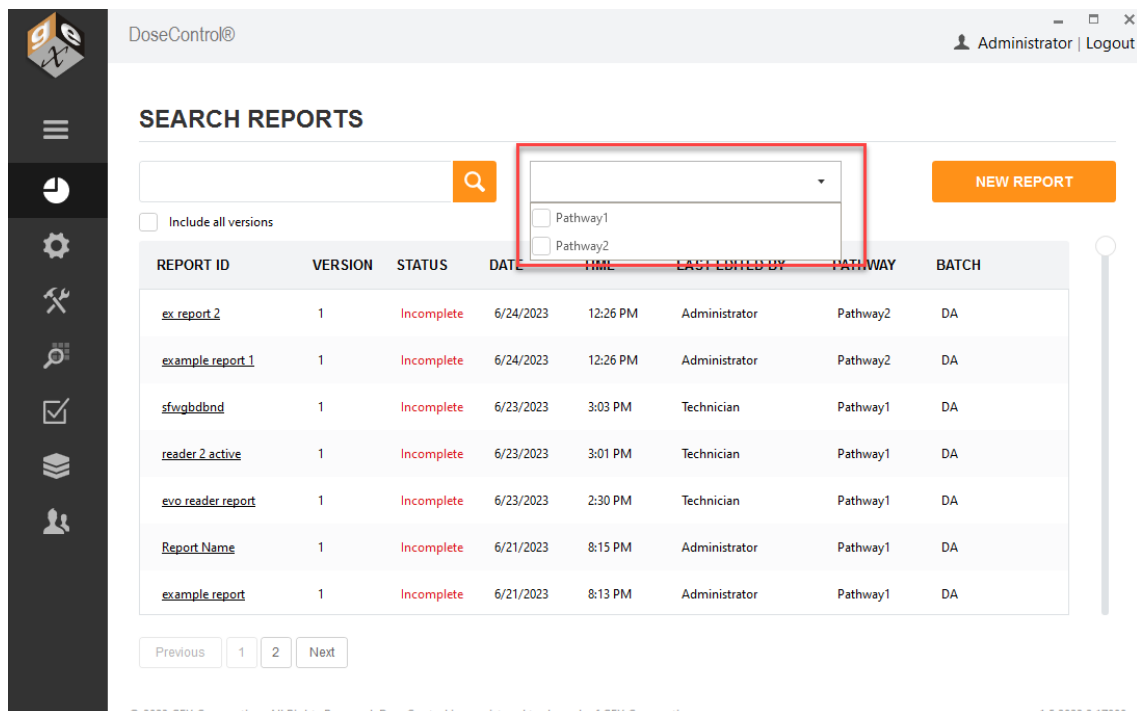 gex
DoseControl®
Administrator | Logout
SEARCH REPORTS
NEW REPORT
Include all versions
Pathway1
Pathway2
REPORT ID VERSION STATUS DATE TIME LAST EDITED BY PATHWAY BATCH
ex report 2 1 Incomplete 6/24/2023 12:26 PM Administrator Pathway2 DA
example report 1 1 Incomplete 6/24/2023 12:26 PM Administrator Pathway2 DA
sfwgbdbnd 1 Incomplete 6/23/2023 3:03 PM Technician Pathway1 DA
reader 2 active 1 Incomplete 6/23/2023 3:01 PM Technician Pathway1 DA
evo reader report 1 Incomplete 6/23/2023 2:30 PM Technician Pathway1 DA
Report Name 1 Incomplete 6/21/2023 8:15 PM Administrator Pathway1 DA
example report 1 Incomplete 6/21/2023 8:13 PM Administrator Pathway1 DA
Previous 1 2 Next